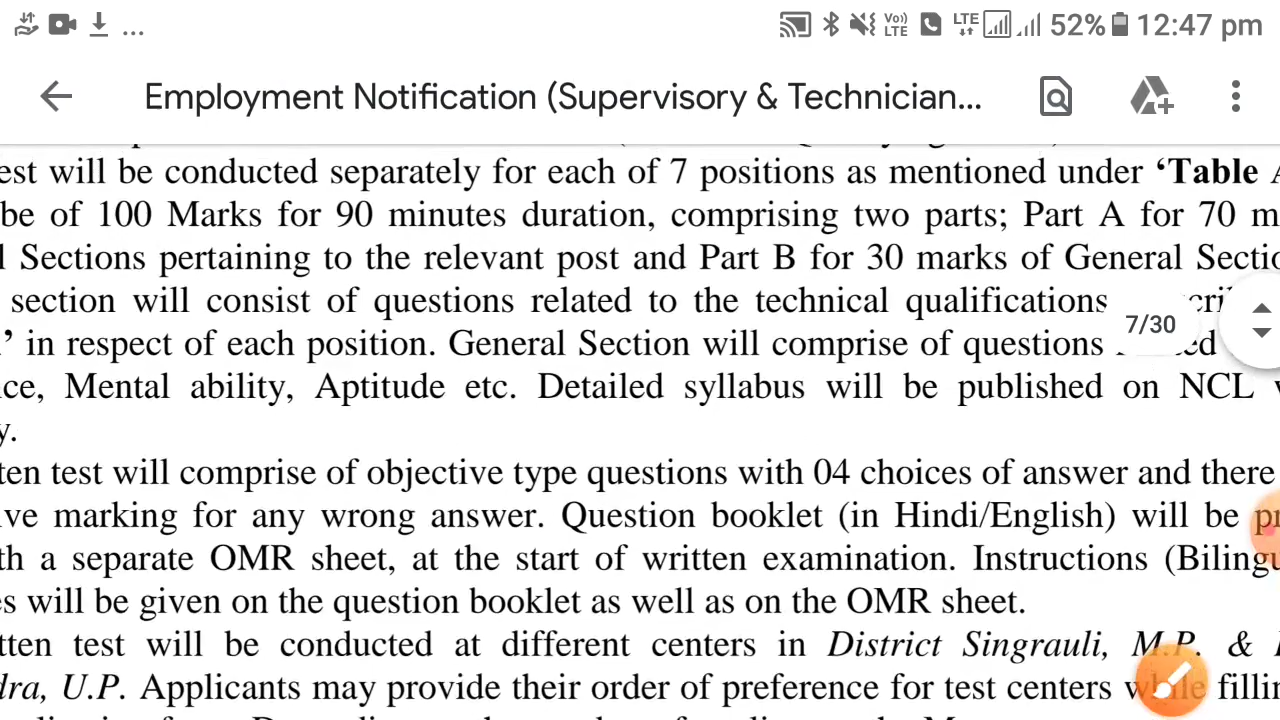 ... 52% 12:47 pm
Employment Notification (Supervisory & Technician...
est will be conducted separately for each of 7 positions as mentioned under ‘Table
be of 100 Marks for 90 minutes duration, comprising two parts; Part A for 70 m
l Sections pertaining to the relevant post and Part B for 30 marks of General Sectio
section will consist of questions related to the technical qualifications
7/30
’ in respect of each position. General Section will comprise of questions
ce, Mental ability, Aptitude etc. Detailed syllabus will be published on NCL
y.
ten test will comprise of objective type questions with 04 choices of answer and there
ive marking for any wrong answer. Question booklet (in Hindi/English) will be
th a separate OMR sheet, at the start of written examination. Instructions (Bilingu
es will be given on the question booklet as well as on the OMR sheet.
tten test will be conducted at different centers in District Singrauli, M.P. &
dra, U.P. Applicants may provide their order of preference for test centers while fillin